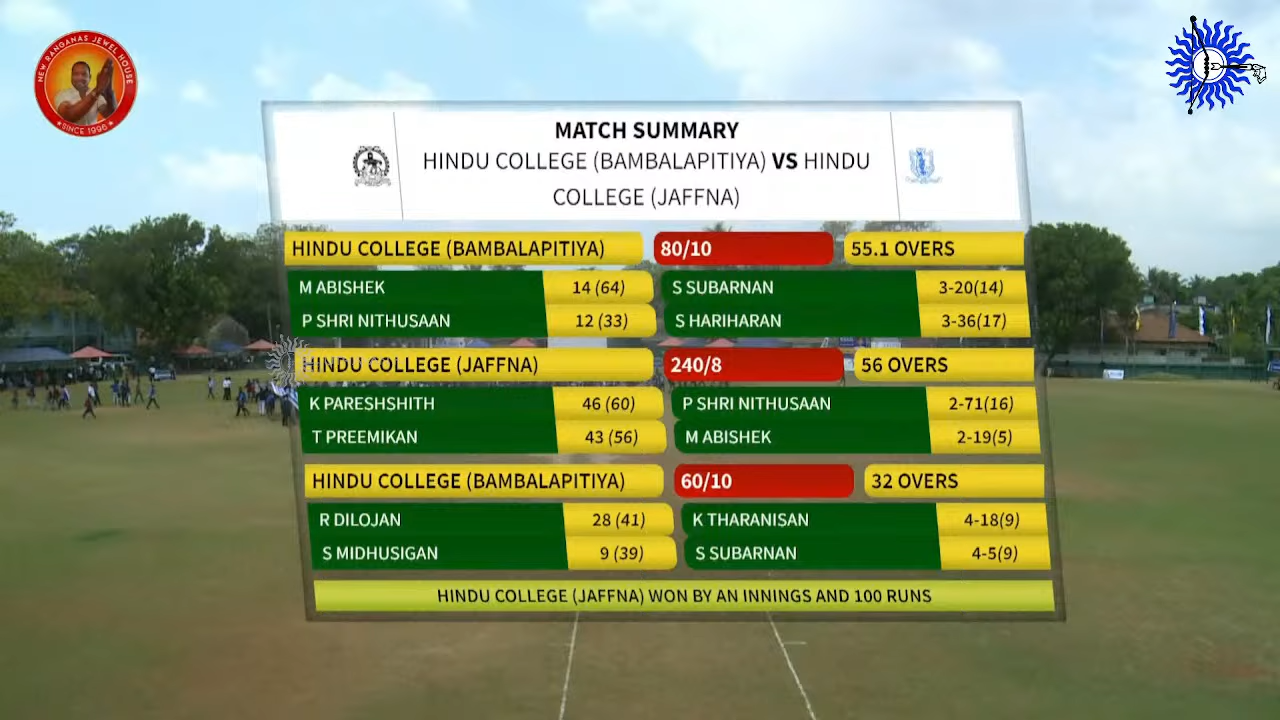 NEW RANGANAS JEWEL HOUSE
SINCE 1996
MATCH SUMMARY
HINDU COLLEGE (BAMBALAPITIYA) VS HINDU
COLLEGE (JAFFNA)
HINDU COLLEGE (BAMBALAPITIYA) 80/10 55.1 OVERS
M ABISHEK 14 (64) S SUBARNAN 3-20(14)
P SHRI NITHUSAAN 12 (33) S HARIHARAN 3-36(17)
HINDU COLLEGE (JAFFNA) 240/8 56 OVERS
K PARESHSHITH 46 (60) P SHRI NITHUSAAN 2-71(16)
T PREEMIKAN 43 (56) M ABISHEK 2-19(5)
HINDU COLLEGE (BAMBALAPITIYA) 60/10 32 OVERS
R DILOJAN 28 (41) K THARANISAN 4-18(9)
S MIDHUSIGAN 9 (39) S SUBARNAN 4-5(9)
HINDU COLLEGE (JAFFNA) WON BY AN INNINGS AND 100 RUNS